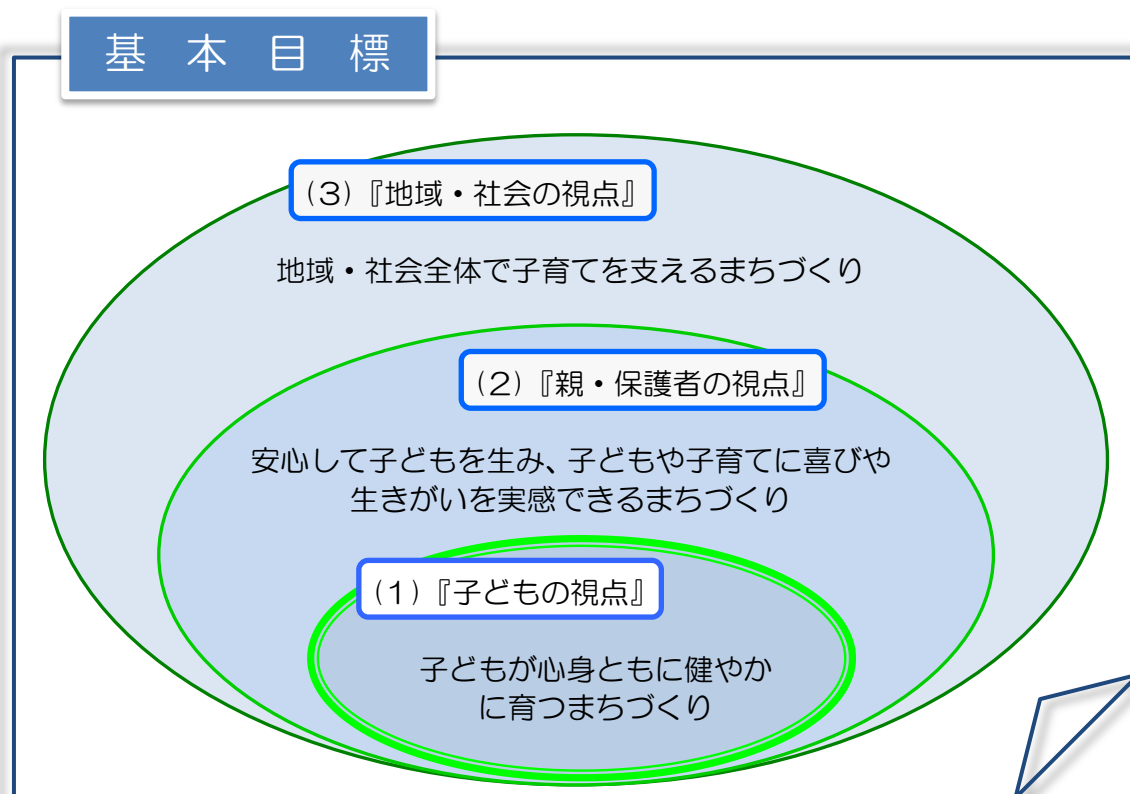 基本目標
(3)『地域・社会の視点』
地域・社会全体で子育てを支えるまちづくり
(2)『親・保護者の視点』
安心して子どもを生み、子どもや子育てに喜びや
生きがいを実感できるまちづくり
(1)『子どもの視点』
子どもが心身ともに健やか
に育つまちづくり